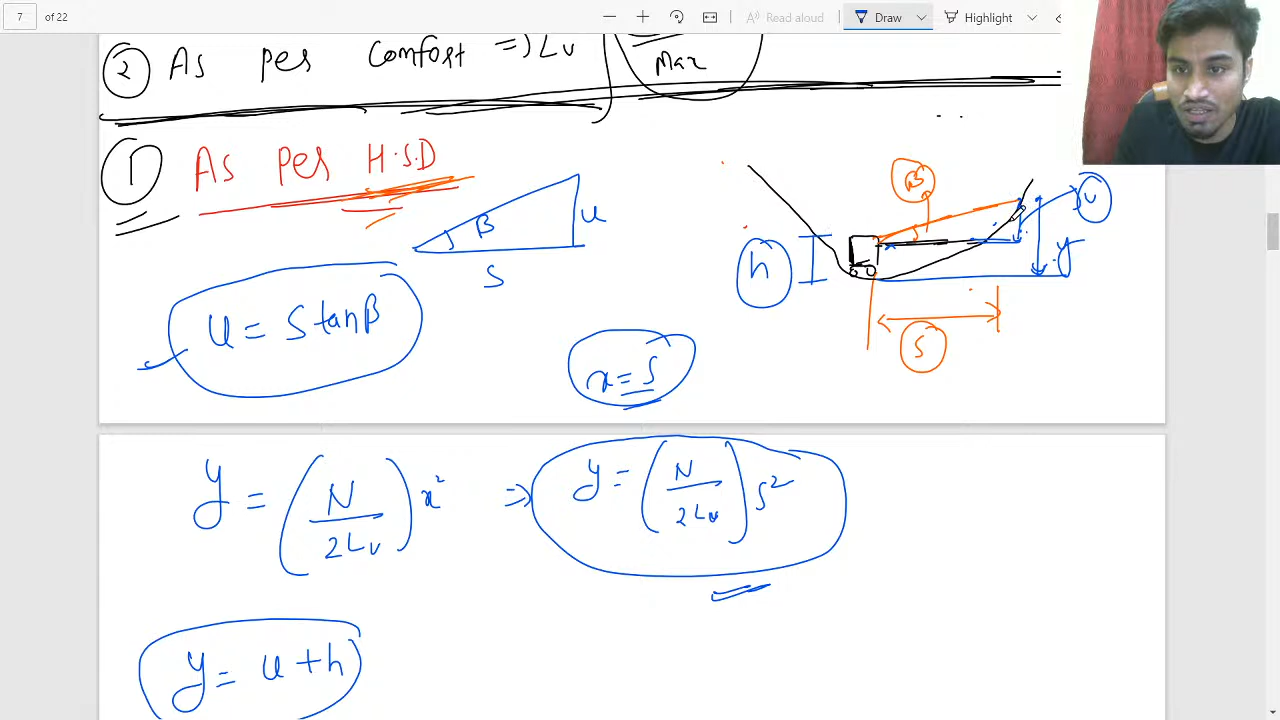 7 of 22 Read aloud Draw Highlight
② As per Comfort => Lv
Max
① As per H.S.D
β u
S
U = S tanβ
x = S
h
β
u
y
S
y = (N / 2Lv) x² => y = (N / 2Lv) S²
y = u + h